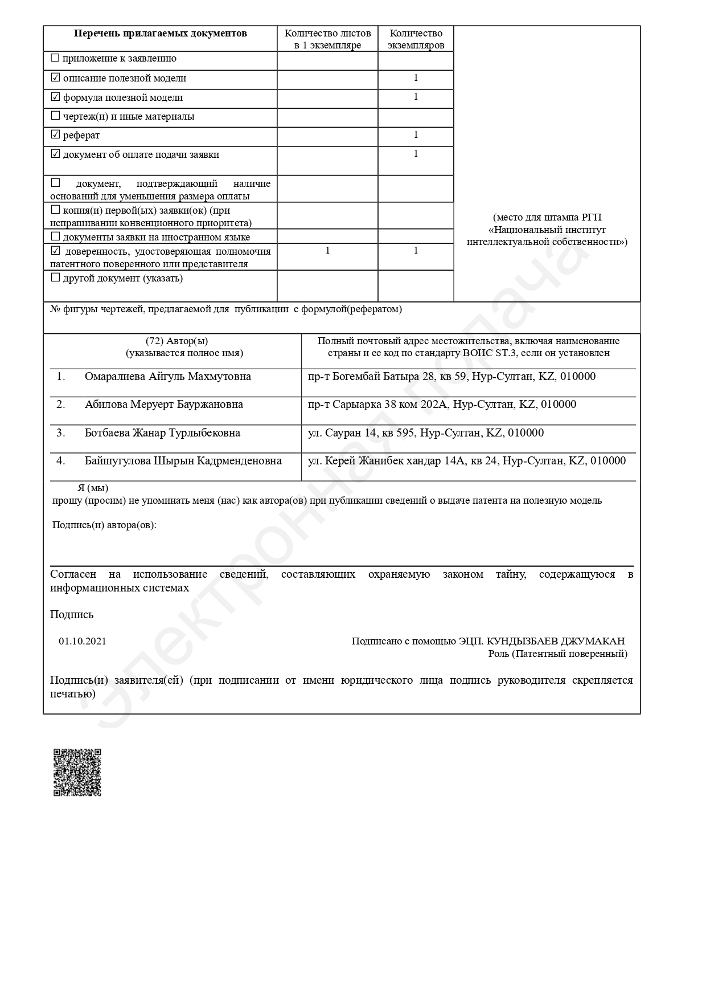 Перечень прилагаемых документов
Количество листов
в 1 экземпляре
Количество
экземпляров
☐ приложение к заявлению
☑ описание полезной модели
1
☑ формула полезной модели
1
☐ чертеж(и) и иные материалы
☑ реферат
1
☑ документ об оплате подачи заявки
1
☐ документ, подтверждающий наличие
оснований для уменьшения размера оплаты
☐ копия(и) первой(ых) заявки(ок) (при
испрашивании конвенционного приоритета)
☐ документы заявки на иностранном языке
☑ доверенность, удостоверяющая полномочия
патентного поверенного или представителя
1
1
☐ другой документ (указать)
(место для штампа РГП
«Национальный институт
интеллектуальной собственности»)
№ фигуры чертежей, предлагаемой для публикации с формулой(рефератом)
(72) Автор(ы)
(указывается полное имя)
Полный почтовый адрес местожительства, включая наименование
страны и ее код по стандарту ВОИС ST.3, если он установлен
1. Омаралиева Айгуль Махмутовна
пр-т Богембай Батыра 28, кв 59, Нур-Султан, KZ, 010000
2. Абилова Меруерт Бауржановна
пр-т Сарыарка 38 ком 202А, Нур-Султан, KZ, 010000
3. Ботбаева Жанар Турлыбековна
ул. Сауран 14, кв 595, Нур-Султан, KZ, 010000
4. Байшугулова Шырын Кадрменденовна
ул. Керей Жанибек хандар 14А, кв 24, Нур-Султан, KZ, 010000
Я (мы)
прошу (просим) не упоминать меня (нас) как автора(ов) при публикации сведений о выдаче патента на полезную модель
Подпись(и) автора(ов):
Согласен на использование сведений, составляющих охраняемую законом тайну, содержащуюся в
информационных системах
Подпись
01.10.2021
Подписано с помощью ЭЦП. КУНДЫЗБАЕВ ДЖУМАКАН
Роль (Патентный поверенный)
Подпись(и) заявителя(ей) (при подписании от имени юридического лица подпись руководителя скрепляется
печатью)
Электронная подача